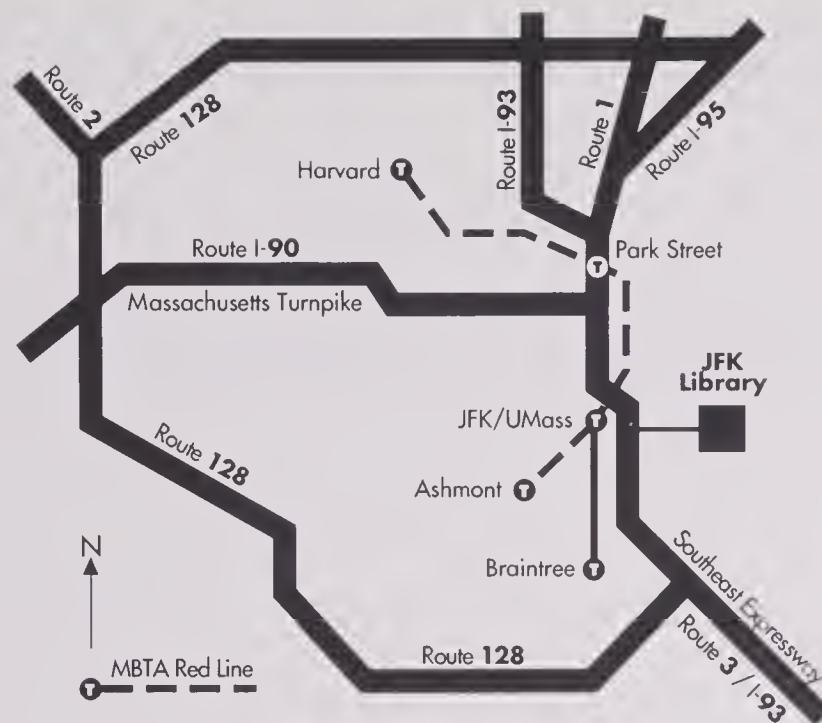 Route 2
Route 128
Route I-93
Route 1
Route I-95
Harvard
T
Route I-90
Massachusetts Turnpike
Park Street
T
JFK
Library
JFK/UMass
T
Ashmont
T
Braintree
T
Route 128
N
MBTA Red Line
T
Route 128
Southeast Expressway
Route 3 / I-93